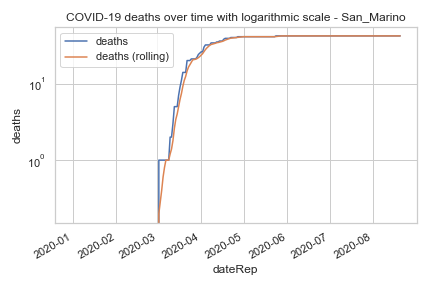 COVID-19 deaths over time with logarithmic scale - San_Marino
deaths
deaths (rolling)
10¹
10⁰
deaths
2020-01
2020-02
2020-03
2020-04
2020-05
2020-06
2020-07
2020-08
dateRep